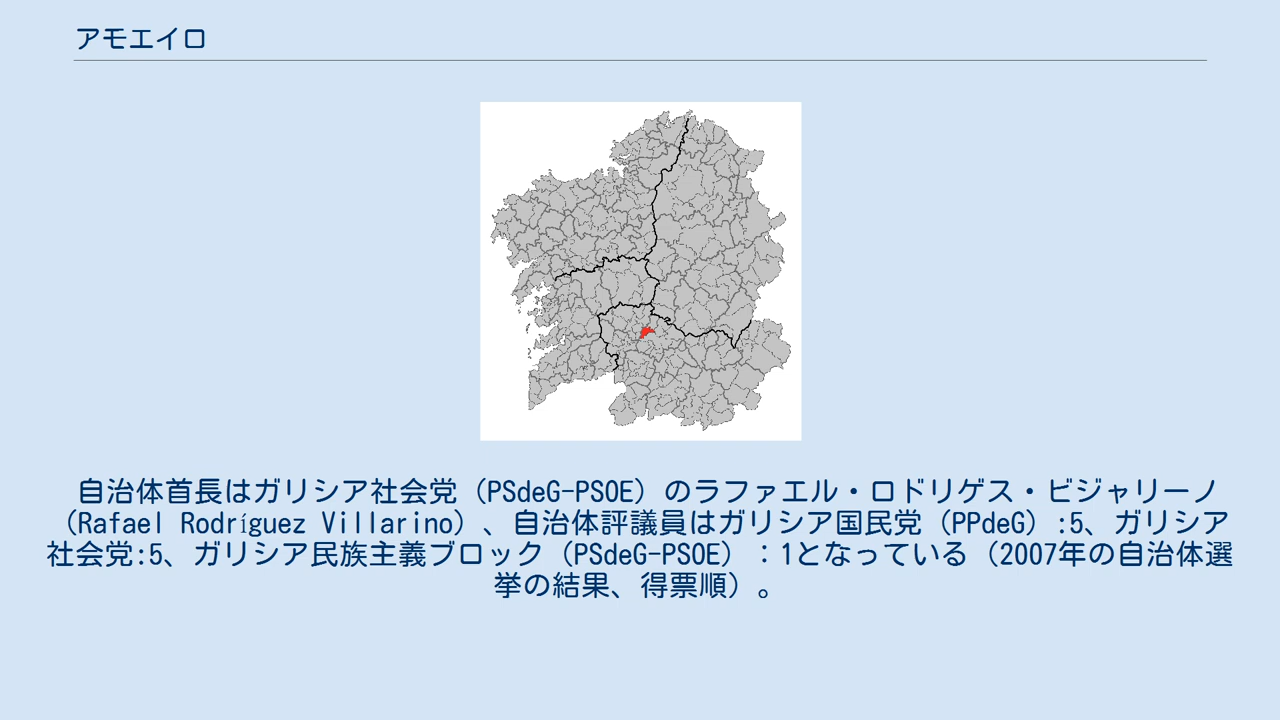 アモエイロ
自治体首長はガリシア社会党（PSdeG-PSOE）のラファエル・ロドリゲス・ビジャリーノ
（Rafael Rodríguez Villarino）、自治体評議員はガリシア国民党（PPdeG）:5、ガリシア
社会党:5、ガリシア民族主義ブロック（PSdeG-PSOE）：1となっている（2007年の自治体選
挙の結果、得票順）。